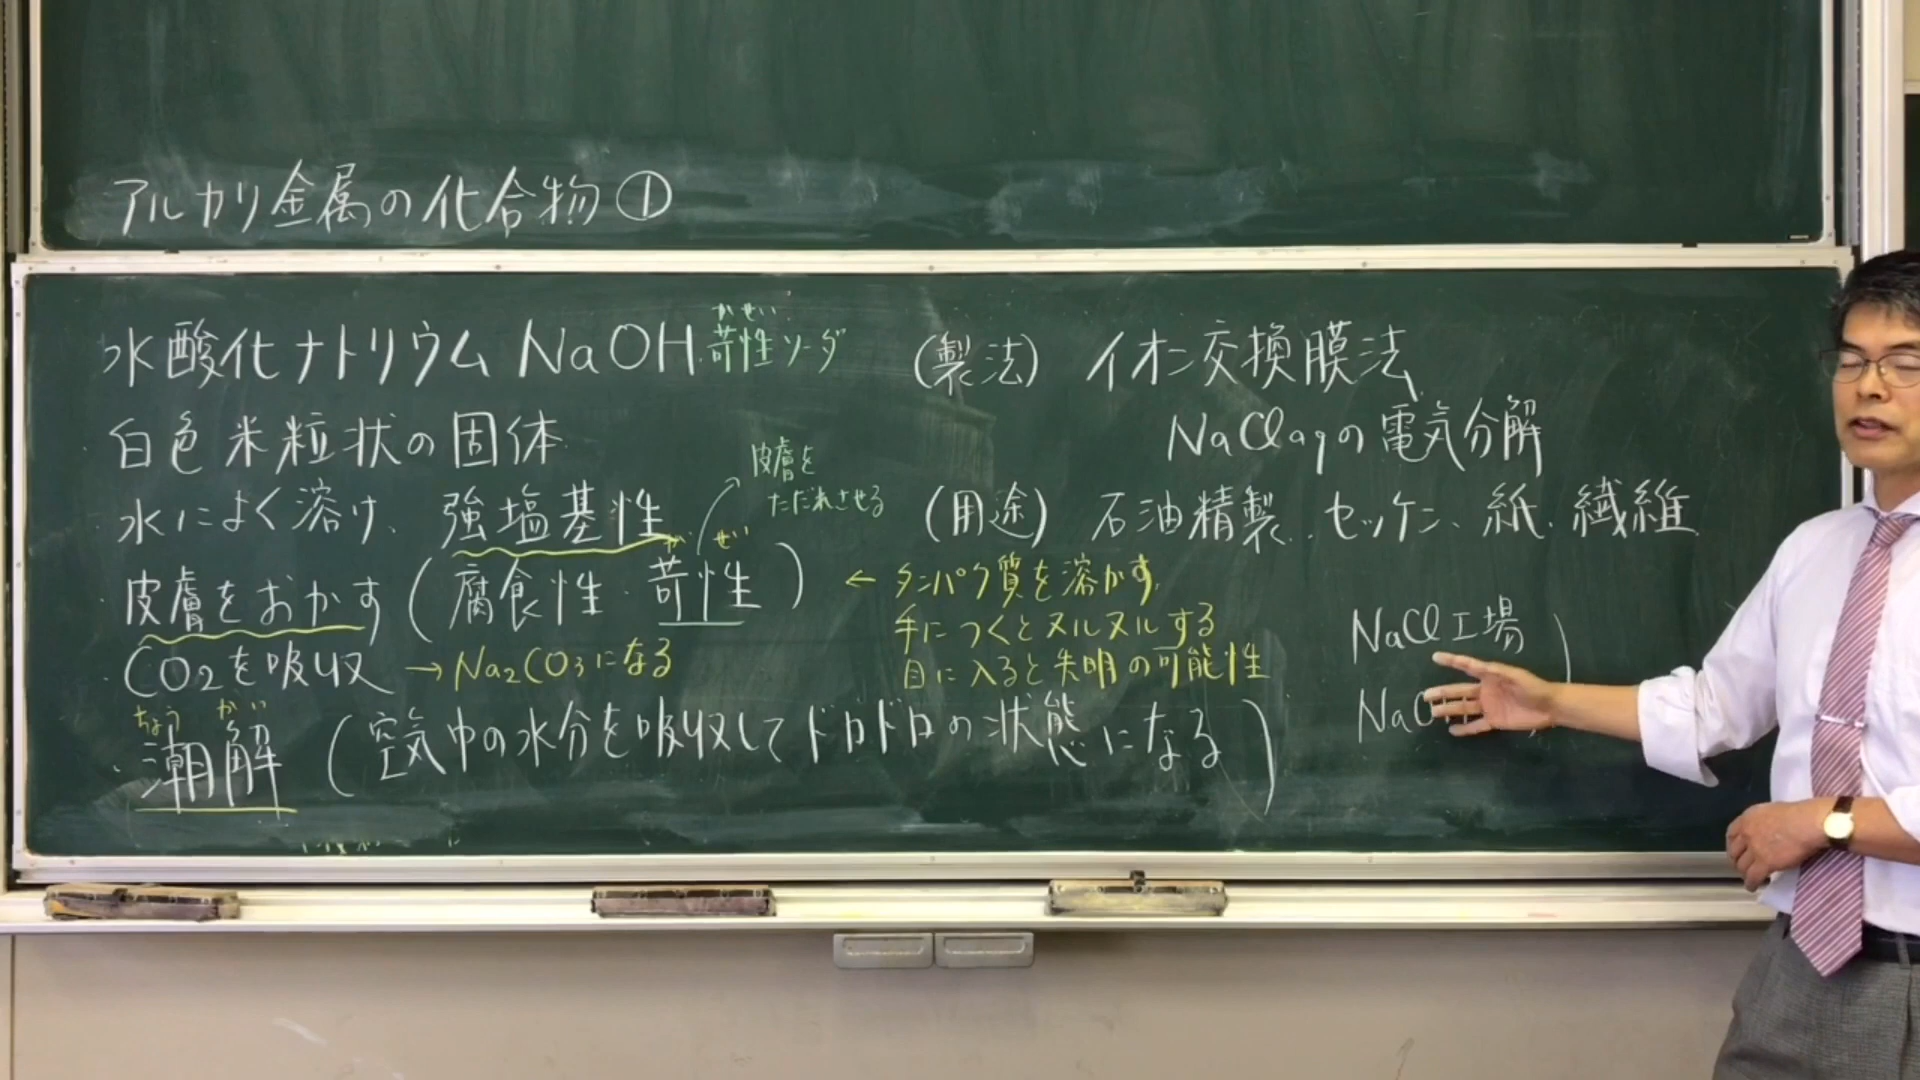 アルカリ金属の化合物①
水酸化ナトリウム NaOH 苛性ソーダ
かせい
・白色米粒状の固体
・水によく溶け、強塩基性
・皮膚をおかす(腐食性・苛性)
か せい
皮膚を
ただれさせる
← タンパク質を溶かす,
手につくとヌルヌルする
目に入ると失明の可能性
・CO2を吸収 → Na2CO3になる
ちょう かい
・潮解 (空気中の水分を吸収してドロドロの状態になる)
(製法) イオン交換膜法
NaClaqの電気分解
(用途) 石油精製、セッケン、紙、繊維
NaCl工場